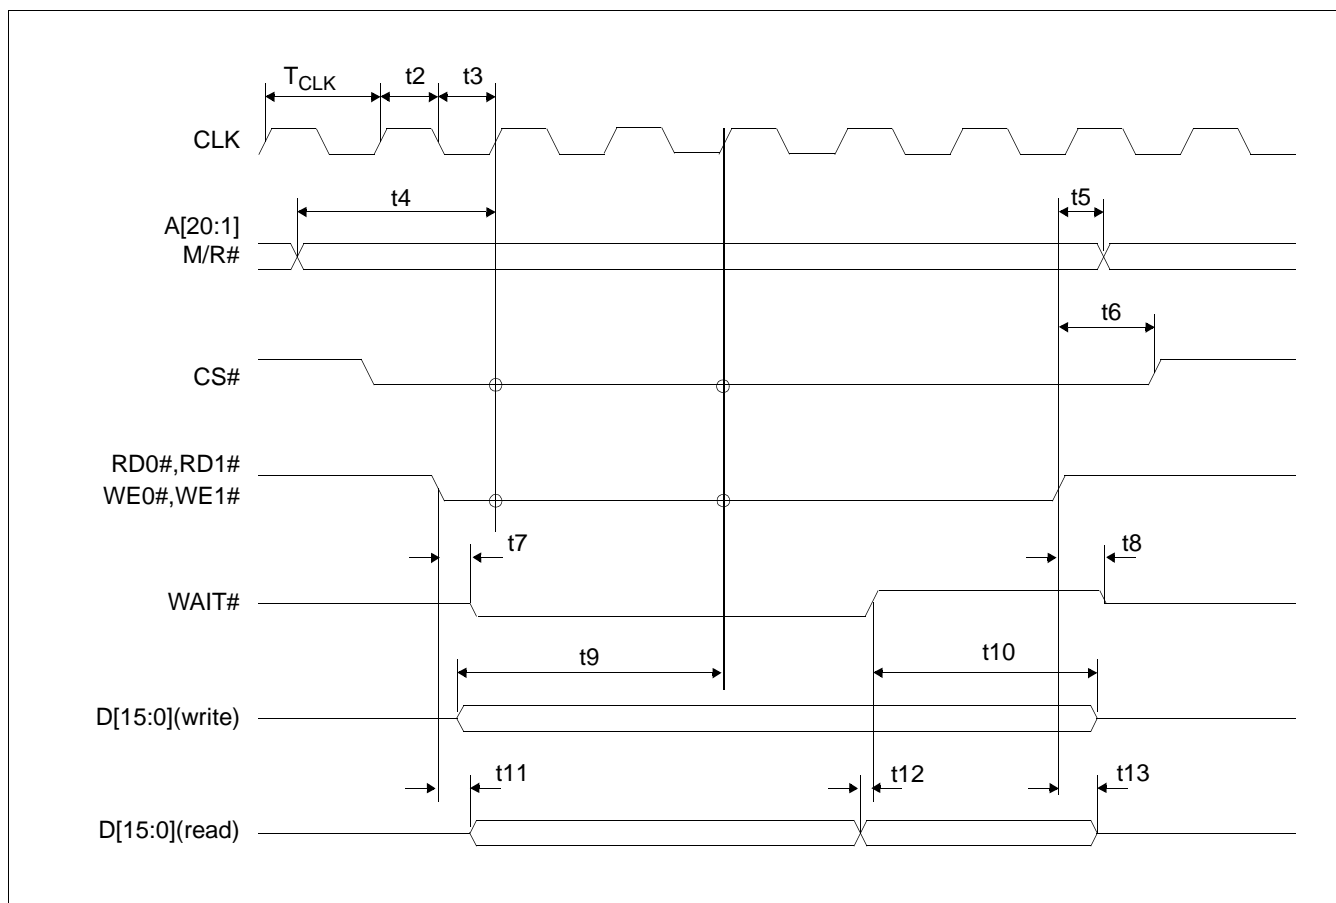 TCLK
t2
t3
CLK
t4
t5
A[20:1]
M/R#
t6
CS#
RD0#,RD1#
WE0#,WE1#
t7
t8
WAIT#
t9
t10
D[15:0](write)
t11
t12
t13
D[15:0](read)